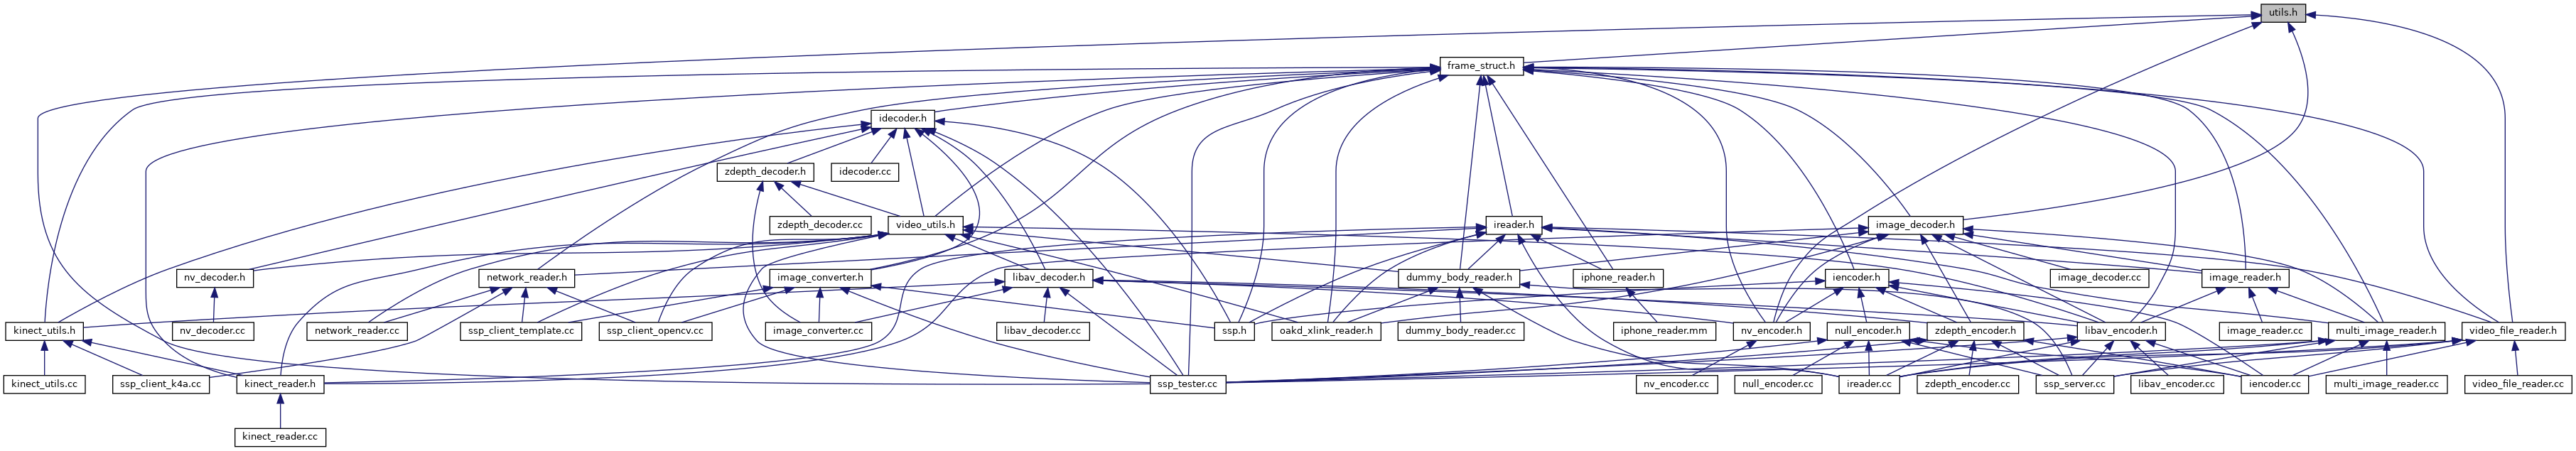 utils.h
frame_struct.h
idecoder.h
zdepth_decoder.h
idecoder.cc
zdepth_decoder.cc
video_utils.h
ireader.h
image_decoder.h
nv_decoder.h
network_reader.h
image_converter.h
libav_decoder.h
dummy_body_reader.h
iphone_reader.h
iencoder.h
image_decoder.cc
image_reader.h
kinect_utils.h
nv_decoder.cc
network_reader.cc
ssp_client_template.cc
ssp_client_opencv.cc
image_converter.cc
libav_decoder.cc
ssp.h
oakd_xlink_reader.h
dummy_body_reader.cc
iphone_reader.mm
nv_encoder.h
null_encoder.h
zdepth_encoder.h
libav_encoder.h
image_reader.cc
multi_image_reader.h
video_file_reader.h
kinect_utils.cc
ssp_client_k4a.cc
kinect_reader.h
ssp_tester.cc
nv_encoder.cc
null_encoder.cc
ireader.cc
zdepth_encoder.cc
ssp_server.cc
libav_encoder.cc
iencoder.cc
multi_image_reader.cc
video_file_reader.cc
kinect_reader.cc